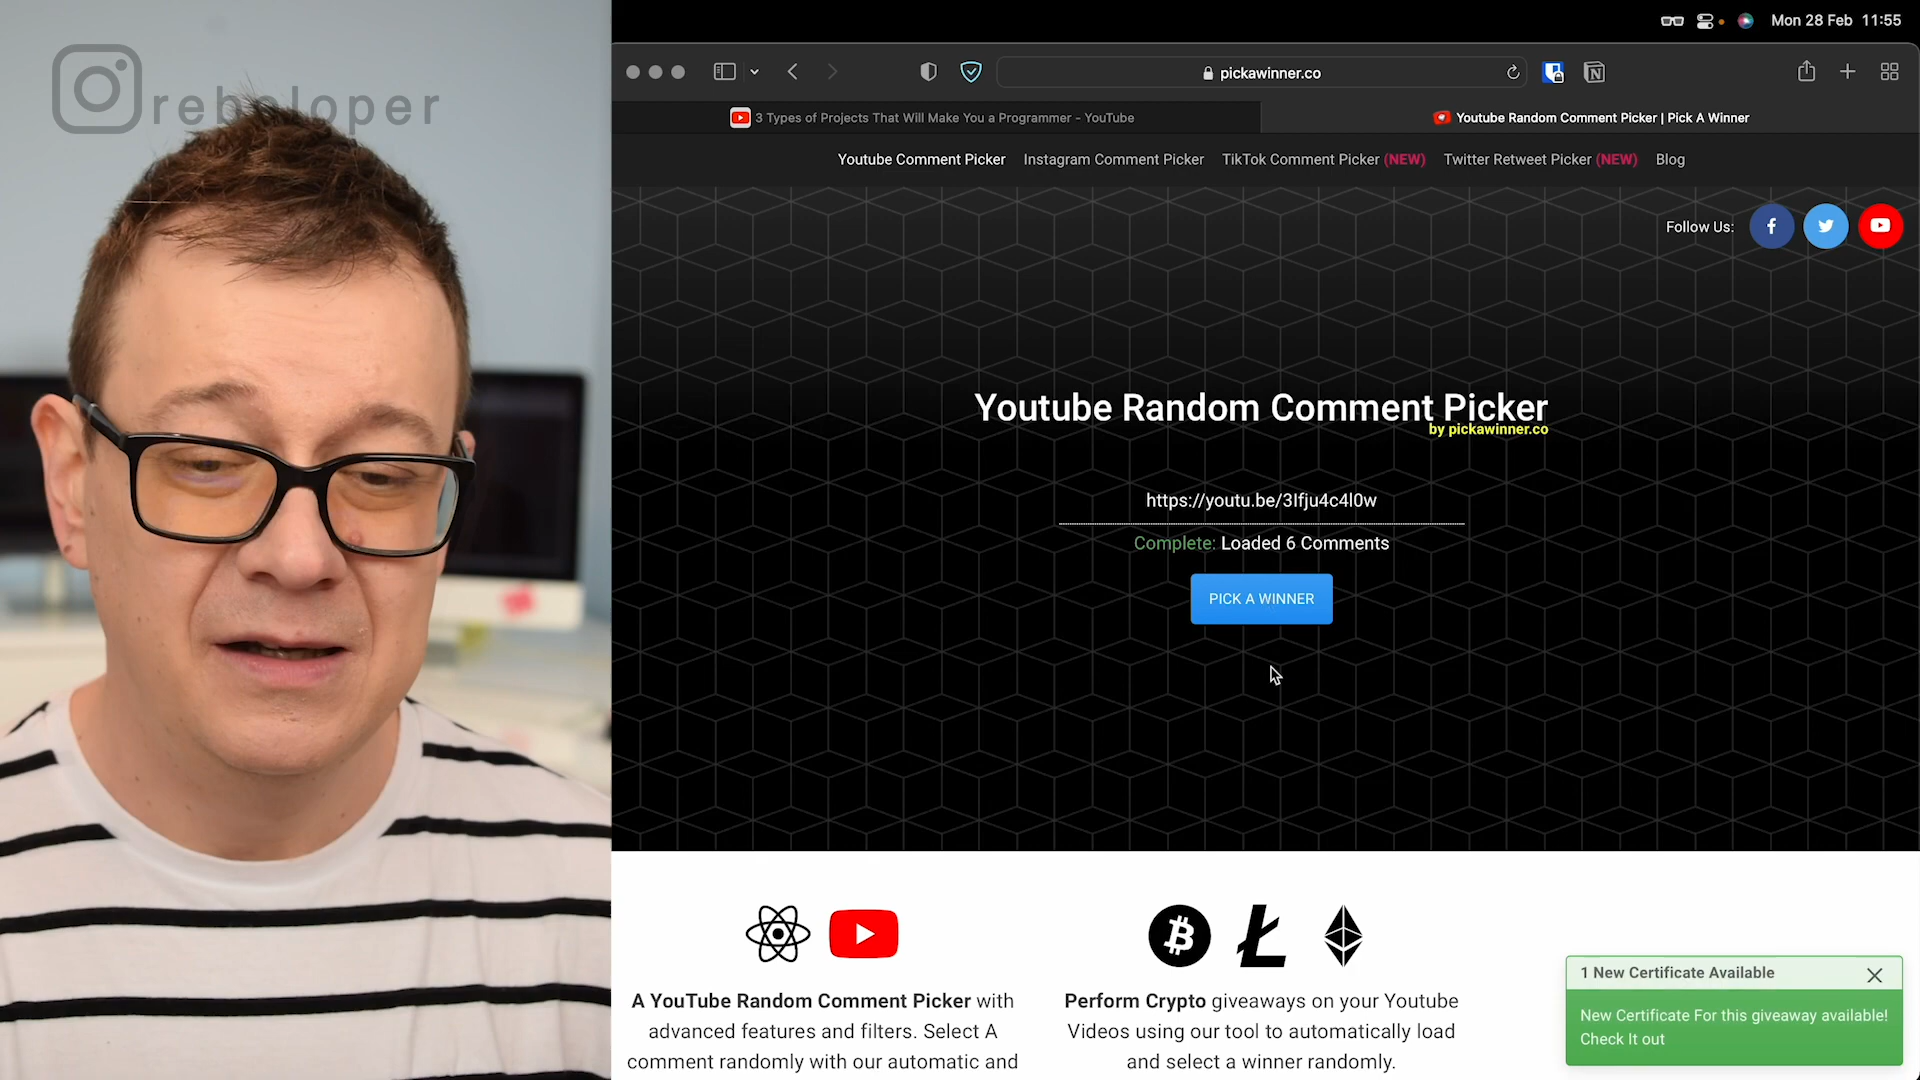 reboloper
Mon 28 Feb 11:55
pickawinner.co
3 Types of Projects That Will Make You a Programmer - YouTube
Youtube Random Comment Picker | Pick A Winner
Youtube Comment Picker
Instagram Comment Picker
TikTok Comment Picker (NEW)
Twitter Retweet Picker (NEW)
Blog
Follow Us:
Youtube Random Comment Picker
by pickawinner.co
https://youtu.be/3Ifju4c4l0w
Complete: Loaded 6 Comments
PICK A WINNER
A YouTube Random Comment Picker with
advanced features and filters. Select A
comment randomly with our automatic and
Perform Crypto giveaways on your Youtube
Videos using our tool to automatically load
and select a winner randomly.
1 New Certificate Available
New Certificate For this giveaway available!
Check It out